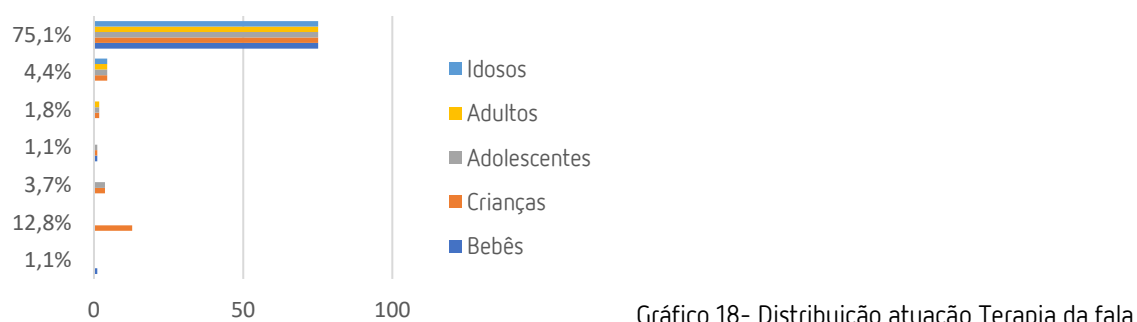 75,1%
4,4%
1,8%
1,1%
3,7%
12,8%
1,1%
0 50 100
Idosos
Adultos
Adolescentes
Crianças
Bebês
Gráfico 18- Distribuição atuação Terapia da fala